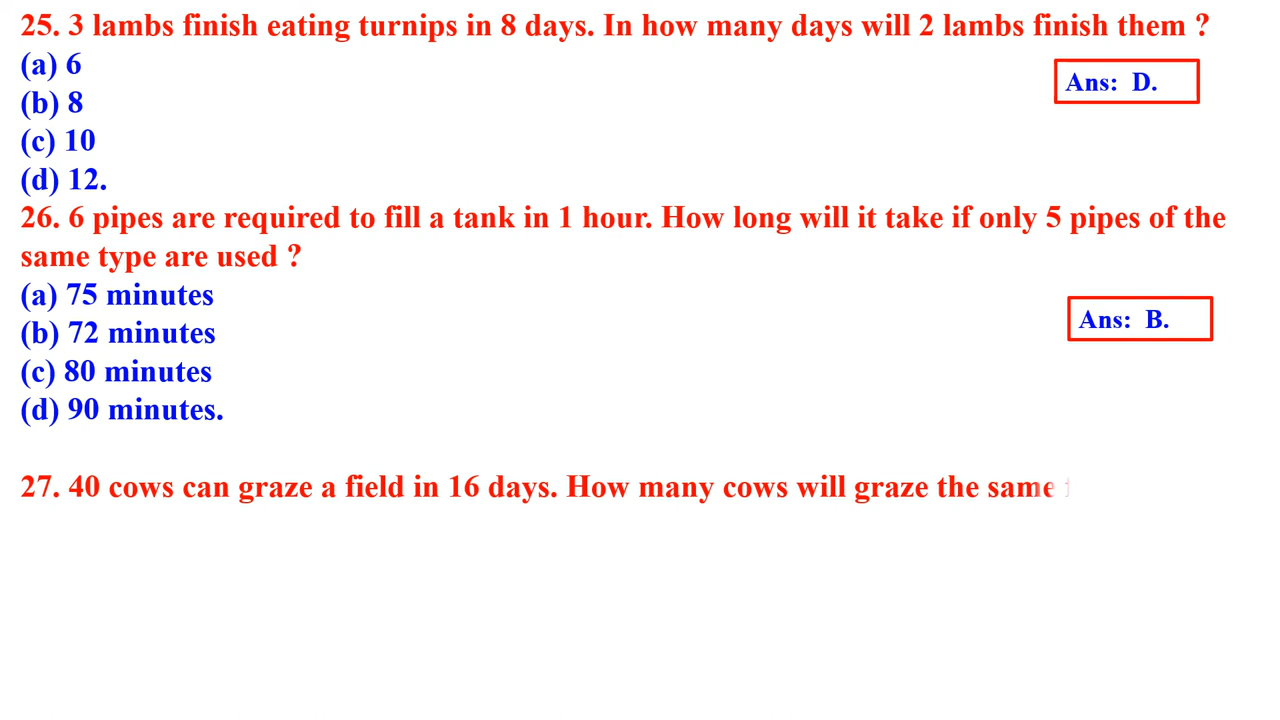 25. 3 lambs finish eating turnips in 8 days. In how many days will 2 lambs finish them ?
(a) 6
Ans: D.
(b) 8
(c) 10
(d) 12.
26. 6 pipes are required to fill a tank in 1 hour. How long will it take if only 5 pipes of the
same type are used ?
(a) 75 minutes
Ans: B.
(b) 72 minutes
(c) 80 minutes
(d) 90 minutes.
27. 40 cows can graze a field in 16 days. How many cows will graze the same